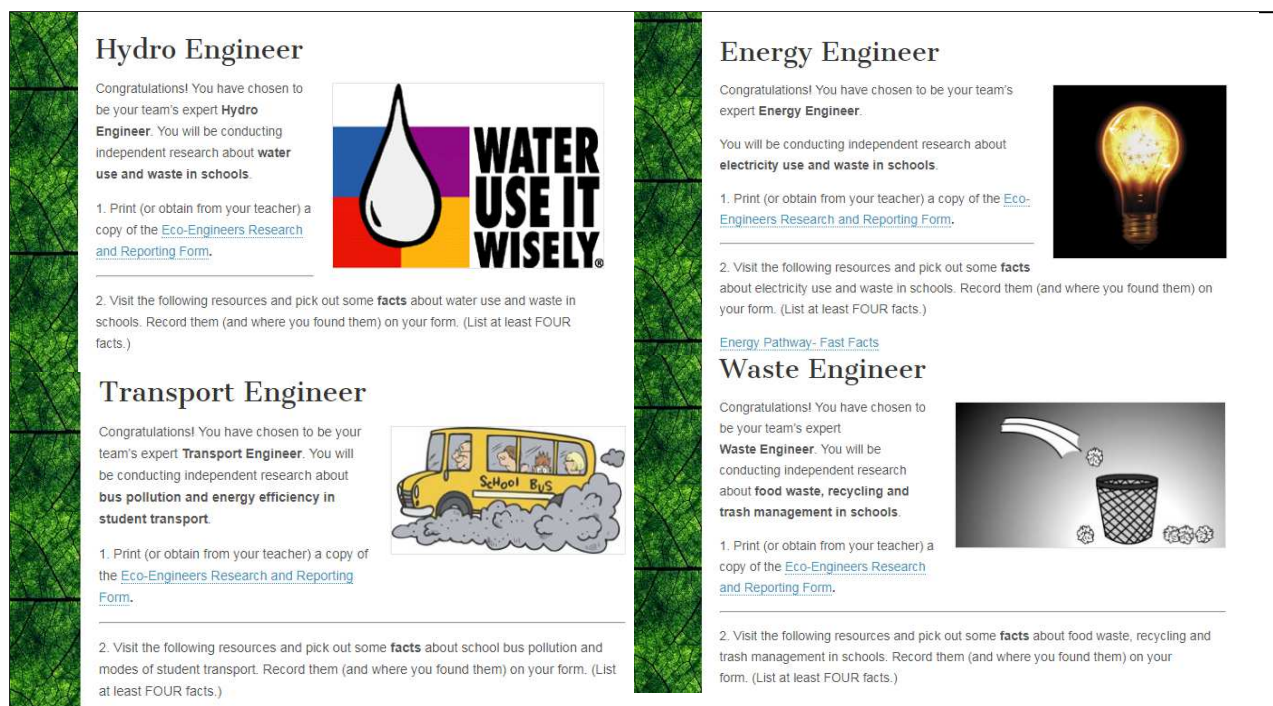 Hydro Engineer
Congratulations! You have chosen to
be your team's expert Hydro
Engineer. You will be conducting
independent research about water
use and waste in schools.
1. Print (or obtain from your teacher) a
copy of the Eco-Engineers Research
and Reporting Form.
WATER
USE IT
WISELY®
2. Visit the following resources and pick out some facts about water use and waste in
schools. Record them (and where you found them) on your form. (List at least FOUR
facts.)
Transport Engineer
Congratulations! You have chosen to be your
team's expert Transport Engineer. You will
be conducting independent research about
bus pollution and energy efficiency in
student transport.
SCHOOL BUS
1. Print (or obtain from your teacher) a copy of
the Eco-Engineers Research and Reporting
Form.
2. Visit the following resources and pick out some facts about school bus pollution and
modes of student transport. Record them (and where you found them) on your form. (List
at least FOUR facts.)
Energy Engineer
Congratulations! You have chosen to be your team's
expert Energy Engineer.
You will be conducting independent research about
electricity use and waste in schools.
1. Print (or obtain from your teacher) a copy of the Eco-
Engineers Research and Reporting Form.
2. Visit the following resources and pick out some facts
about electricity use and waste in schools. Record them (and where you found them) on
your form. (List at least FOUR facts.)
Energy Pathway- Fast Facts
Waste Engineer
Congratulations! You have chosen to
be your team's expert
Waste Engineer. You will be
conducting independent research
about food waste, recycling and
trash management in schools.
1. Print (or obtain from your teacher) a
copy of the Eco-Engineers Research
and Reporting Form.
2. Visit the following resources and pick out some facts about food waste, recycling and
trash management in schools. Record them (and where you found them) on your
form. (List at least FOUR facts.)